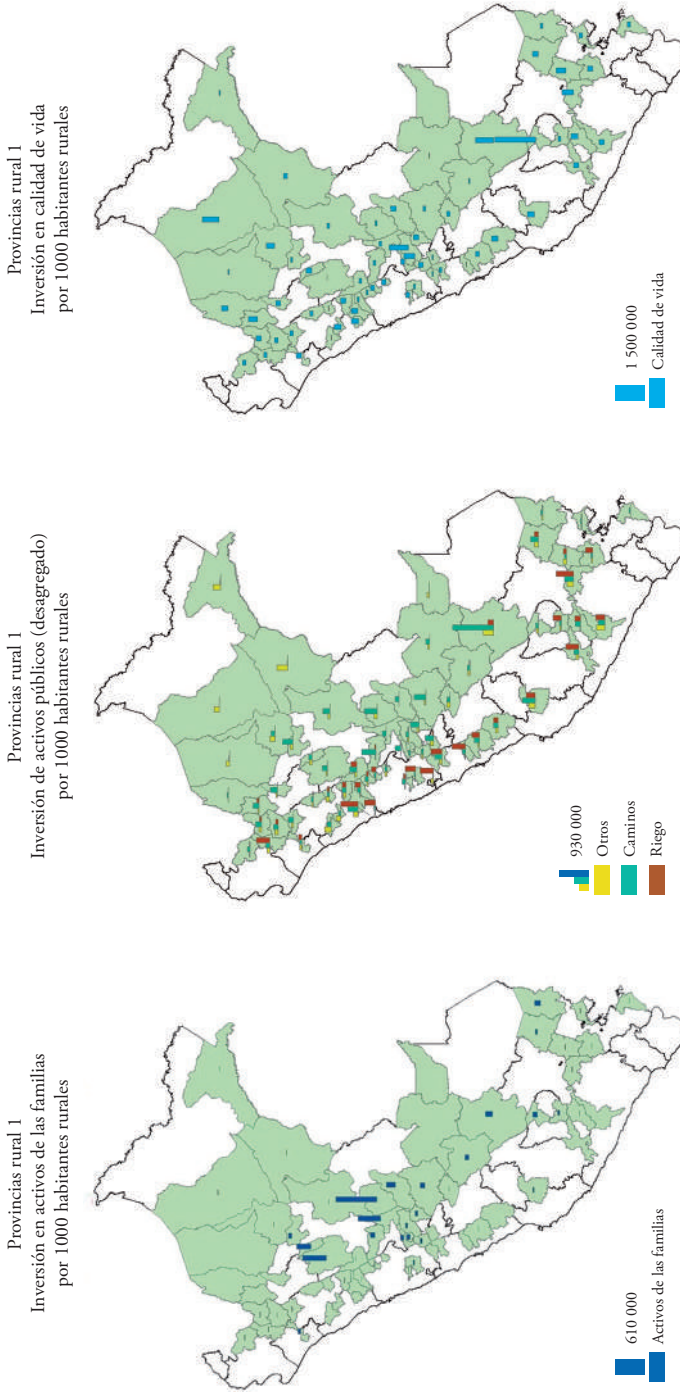 Provincias rural 1
Inversión en activos de las familias
por 1000 habitantes rurales
610 000
Activos de las familias
Provincias rural 1
Inversión de activos públicos (desagregado)
por 1000 habitantes rurales
930 000
Otros
Caminos
Riego
Provincias rural 1
Inversión en calidad de vida
por 1000 habitantes rurales
1 500 000
Calidad de vida